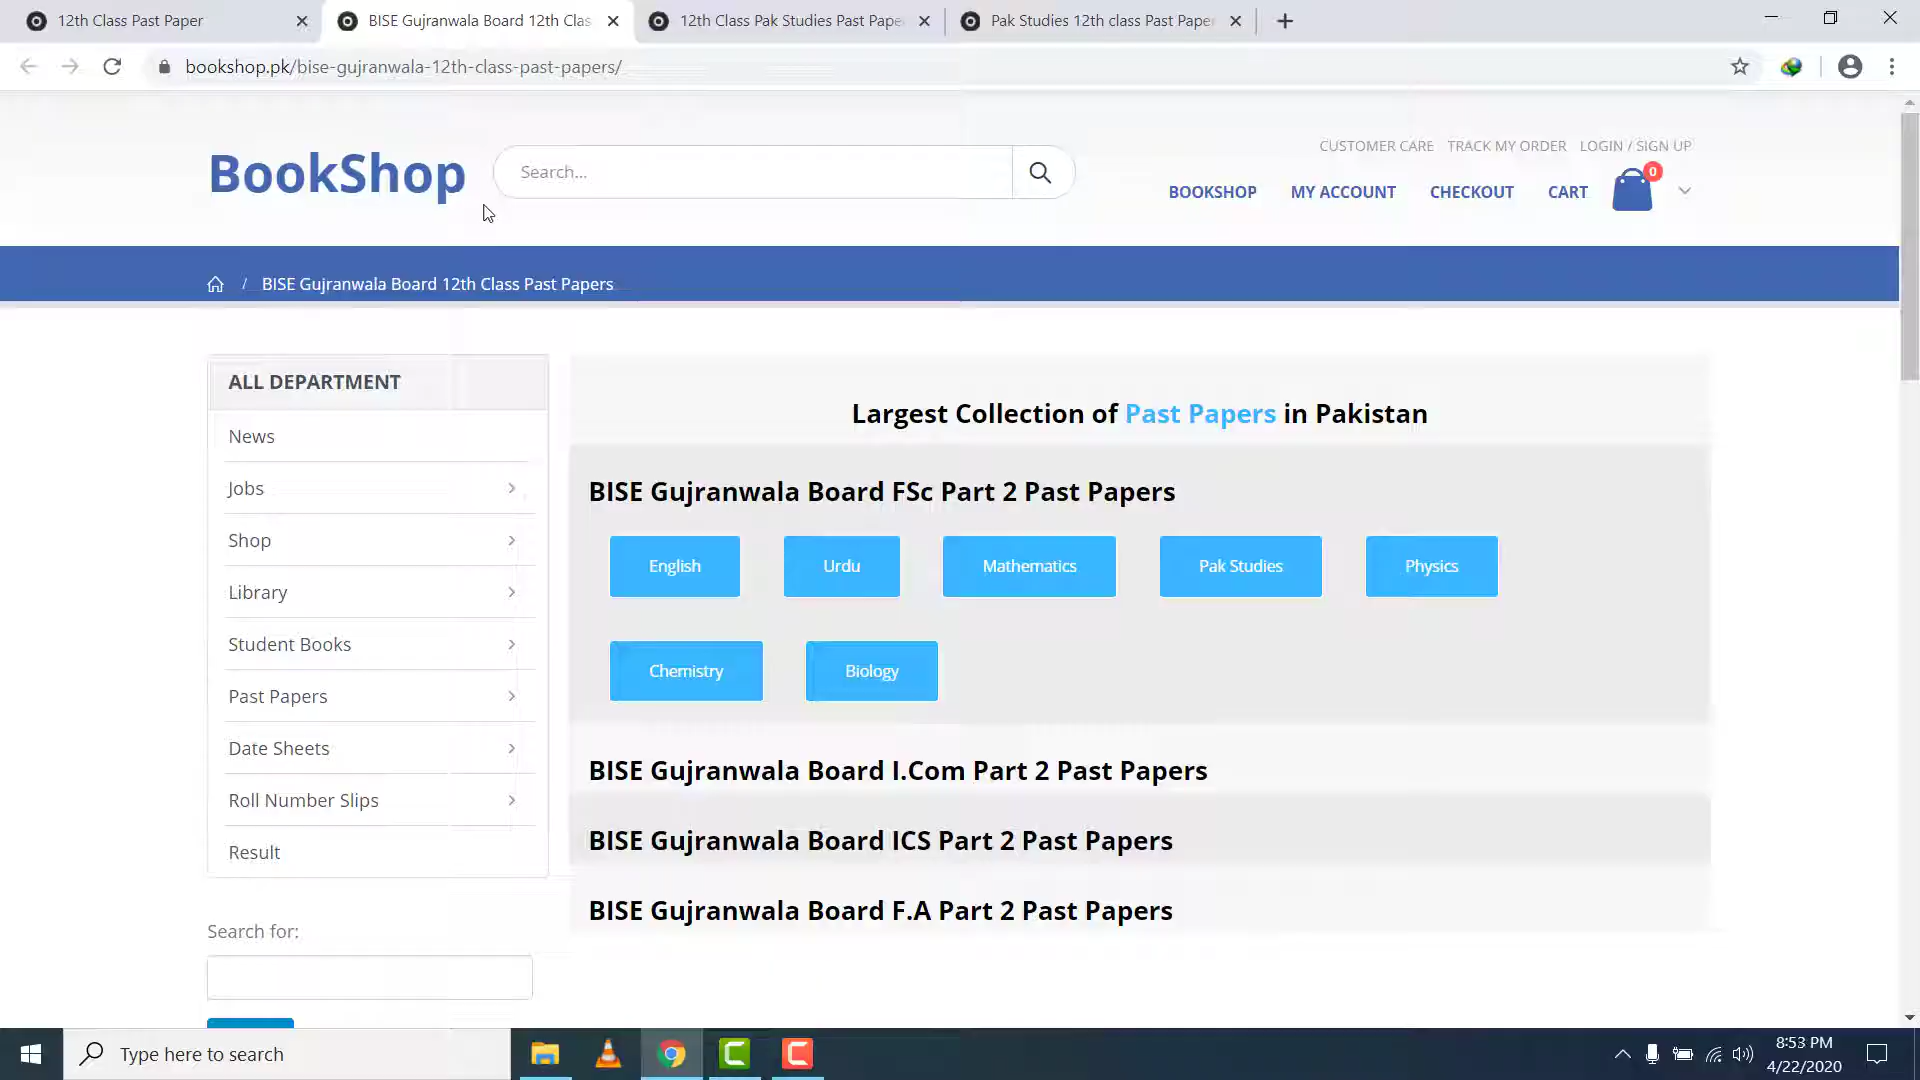 12th Class Past Paper
BISE Gujranwala Board 12th Clas
12th Class Pak Studies Past Pape
Pak Studies 12th class Past Paper
bookshop.pk/bise-gujranwala-12th-class-past-papers/
BookShop
Search...
CUSTOMER CARE TRACK MY ORDER LOGIN / SIGN UP
BOOKSHOP MY ACCOUNT CHECKOUT CART 0
/ BISE Gujranwala Board 12th Class Past Papers
ALL DEPARTMENT
News
Jobs
Shop
Library
Student Books
Past Papers
Date Sheets
Roll Number Slips
Result
Search for:
Largest Collection of Past Papers in Pakistan
BISE Gujranwala Board FSc Part 2 Past Papers
English Urdu Mathematics Pak Studies Physics
Chemistry Biology
BISE Gujranwala Board I.Com Part 2 Past Papers
BISE Gujranwala Board ICS Part 2 Past Papers
BISE Gujranwala Board F.A Part 2 Past Papers
Type here to search
8:53 PM
4/22/2020